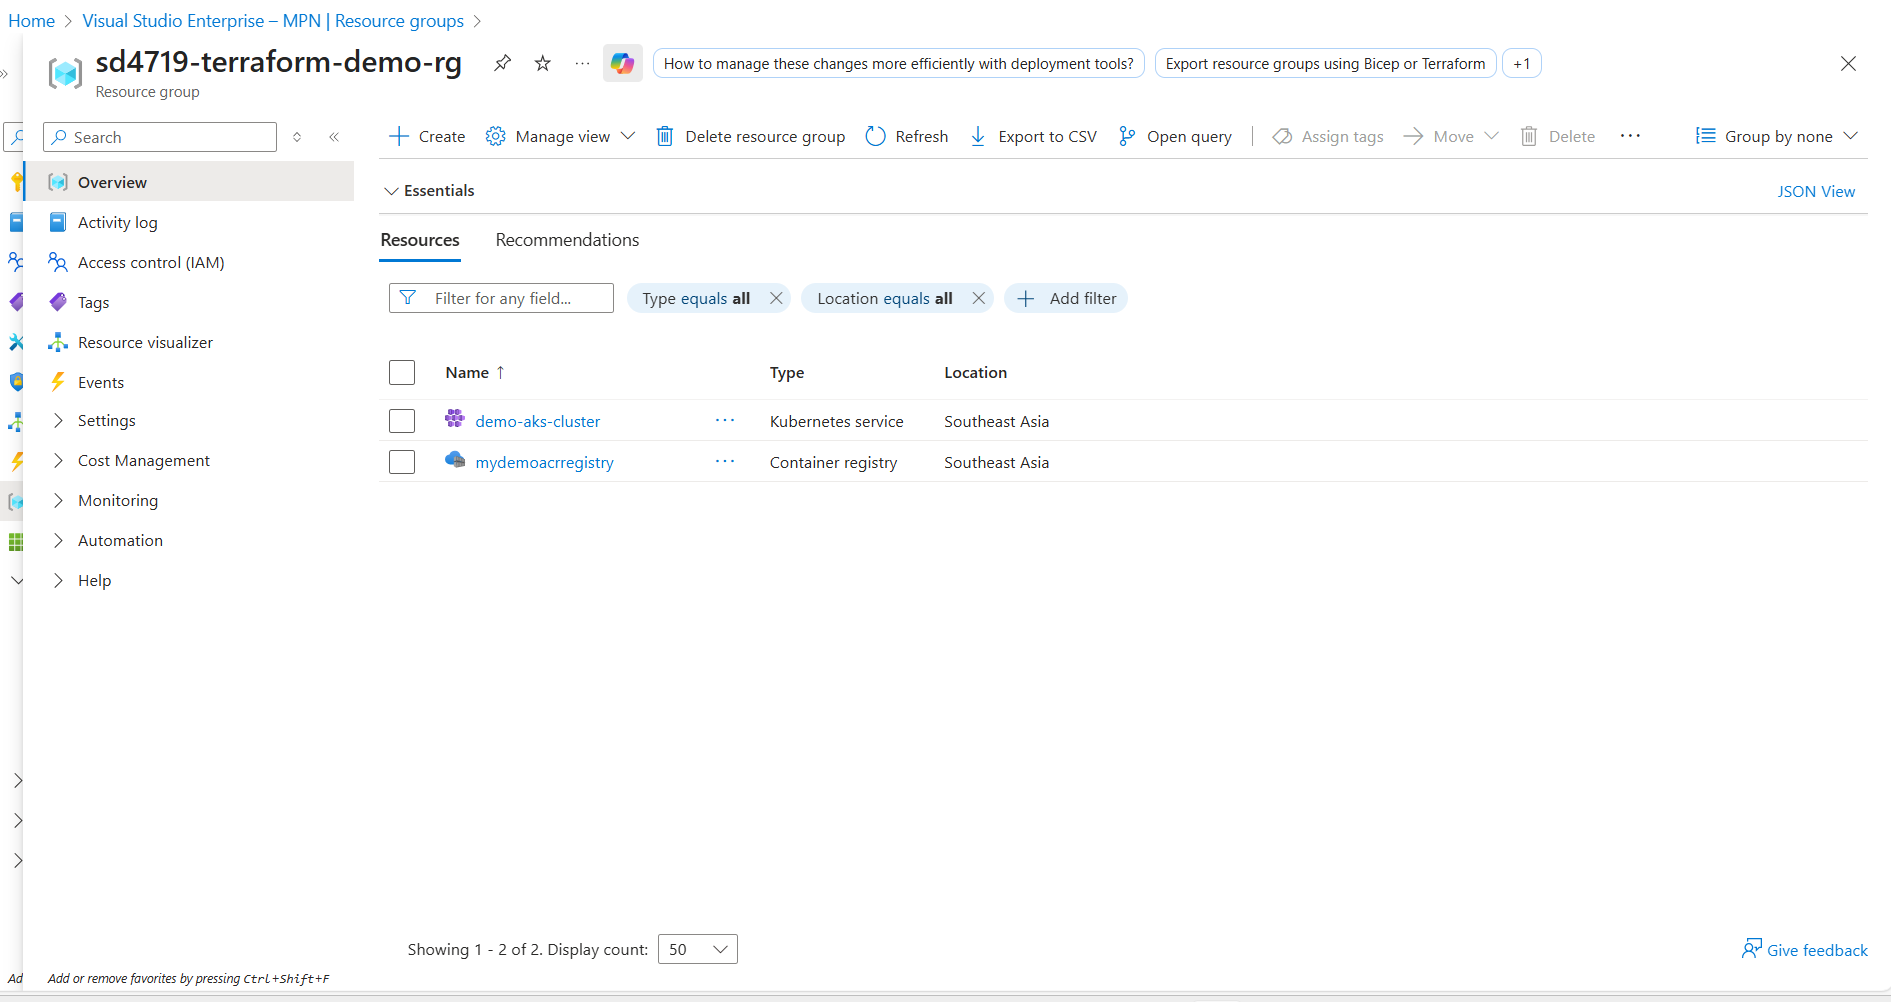 Home > Visual Studio Enterprise – MPN | Resource groups >
sd4719-terraform-demo-rg
Resource group
How to manage these changes more efficiently with deployment tools?
Export resource groups using Bicep or Terraform
+1
Search
Create
Manage view
Delete resource group
Refresh
Export to CSV
Open query
Assign tags
Move
Delete
Group by none
Overview
Activity log
Access control (IAM)
Tags
Resource visualizer
Events
Settings
Cost Management
Monitoring
Automation
Help
Essentials
JSON View
Resources
Recommendations
Filter for any field...
Type equals all
Location equals all
Add filter
Name ↑ Type Location
demo-aks-cluster ... Kubernetes service Southeast Asia
mydemoacrregistry ... Container registry Southeast Asia
Showing 1 - 2 of 2. Display count: 50
Give feedback
Ad
Add or remove favorites by pressing Ctrl+Shift+F